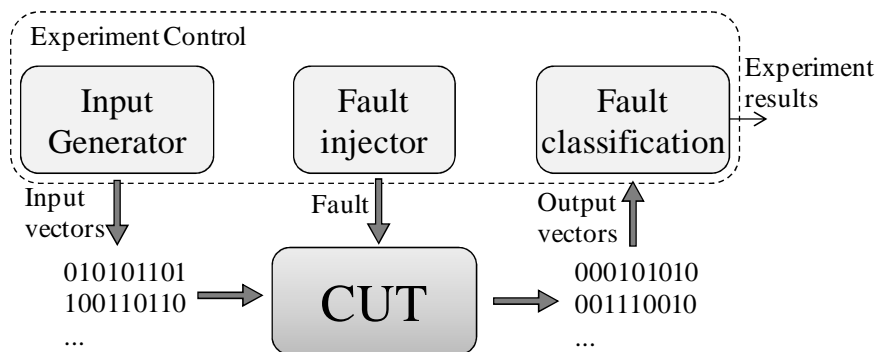 Experiment Control
Input
Generator
Fault
injector
Fault
classification
Experiment
results
Input
vectors
Fault
Output
vectors
010101101
100110110
...
CUT
000101010
001110010
...